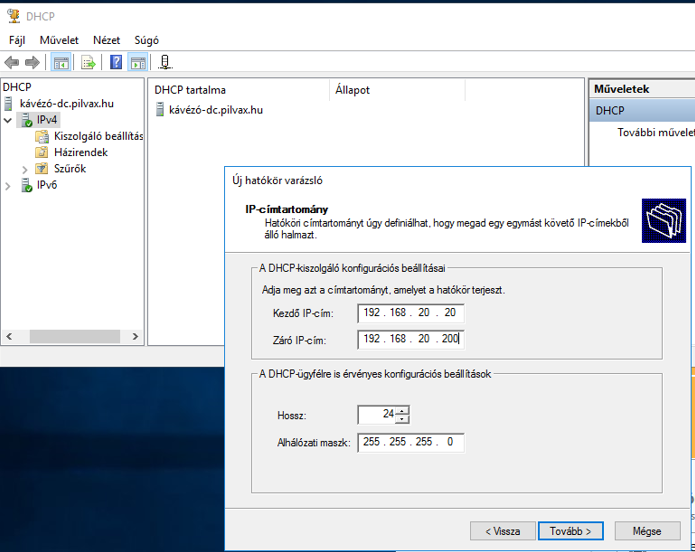 DHCP
Fájl Művelet Nézet Súgó
DHCP
kávézó-dc.pilvax.hu
IPv4
Kiszolgáló beállítás
Házirendek
Szűrők
IPv6
DHCP tartalma Állapot
kávézó-dc.pilvax.hu
Műveletek
DHCP
További művelet
Új hatókör varázsló
IP-címtartomány
Hatóköri címtartományt úgy definiálhat, hogy megad egy egymást követő IP-címekből
álló halmazt.
A DHCP-kiszolgáló konfigurációs beállításai
Adja meg azt a címtartományt, amelyet a hatókör terjeszt.
Kezdő IP-cím: 192 . 168 . 20 . 20
Záró IP-cím: 192 . 168 . 20 . 200
A DHCP-ügyfélre is érvényes konfigurációs beállítások
Hossz: 24
Alhálózati maszk: 255 . 255 . 255 . 0
< Vissza Tovább > Mégse